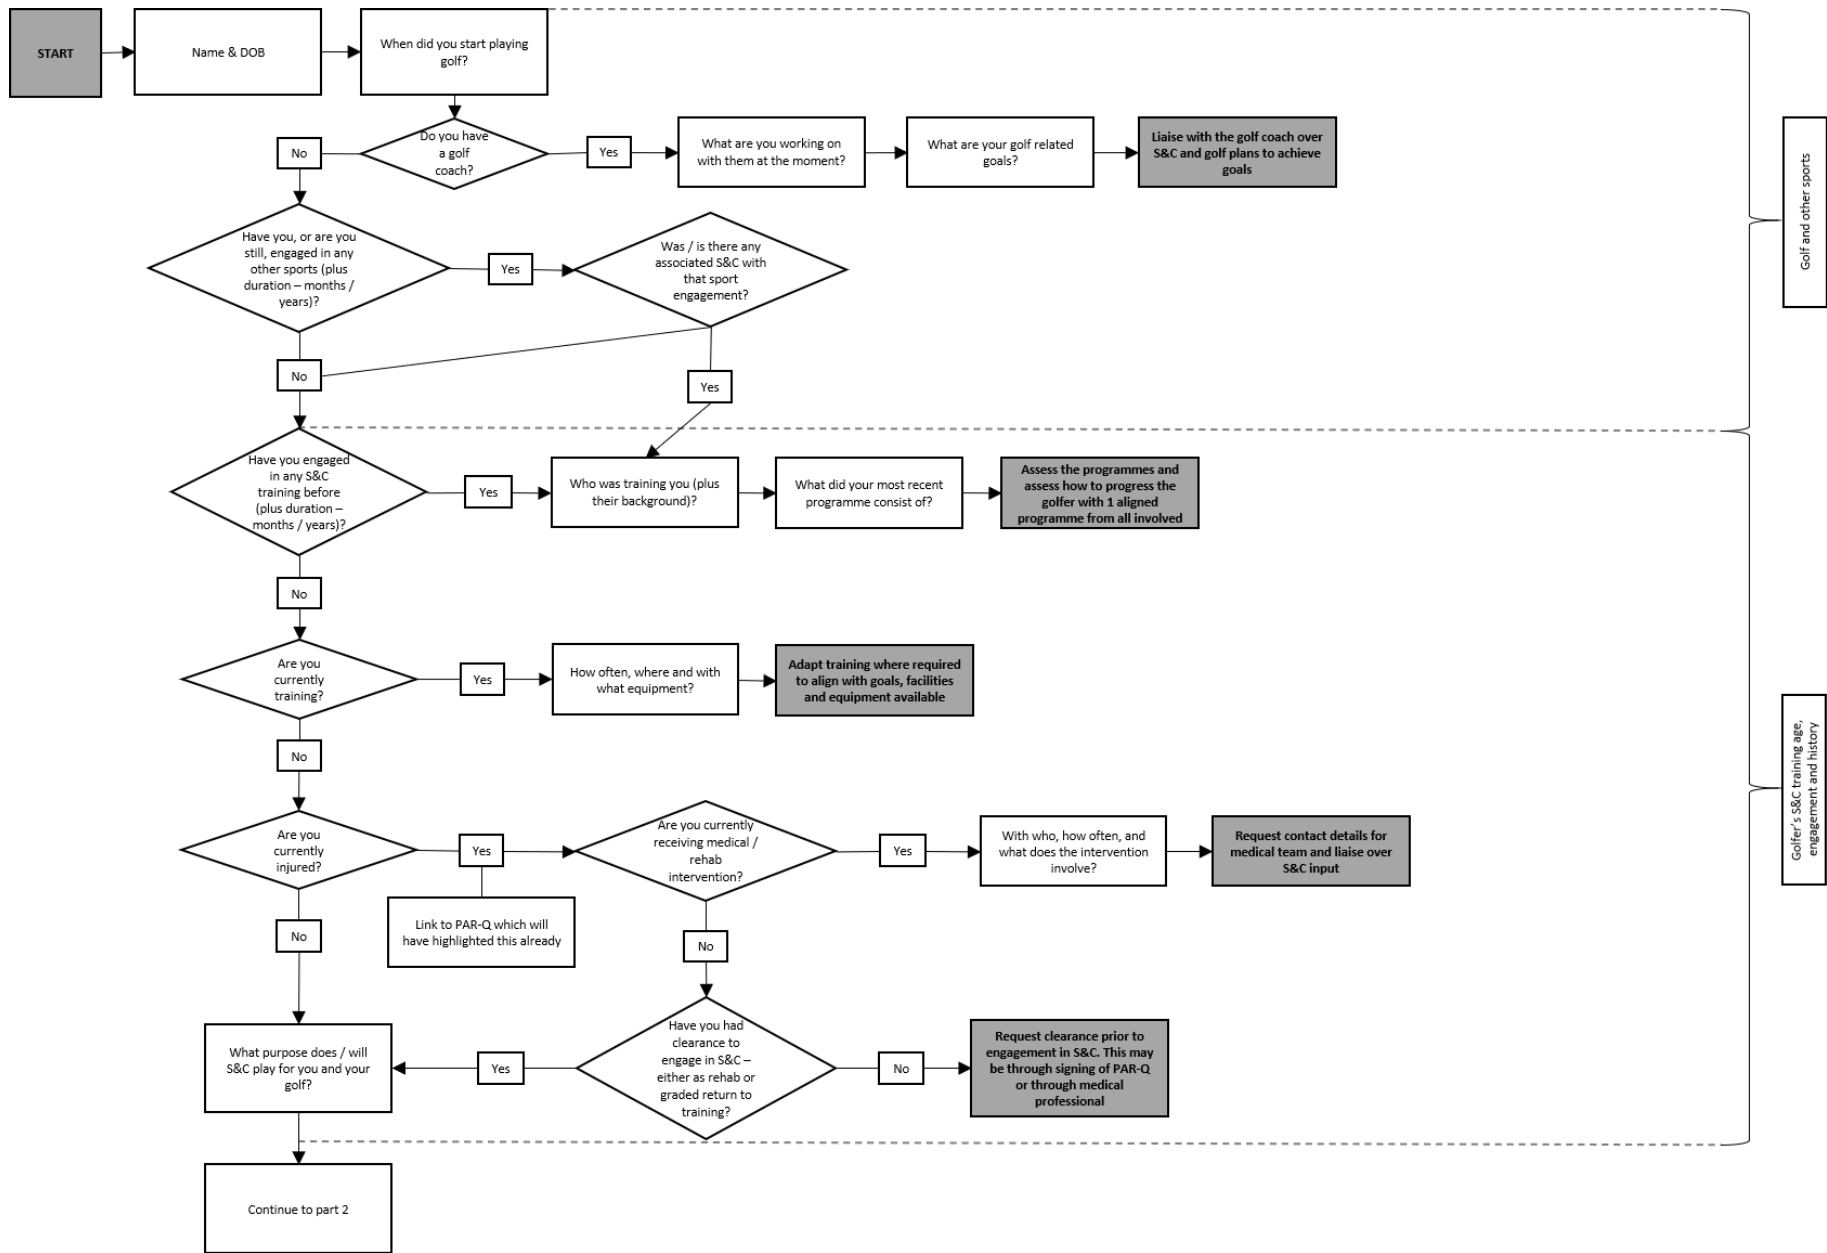 START
Name & DOB
When did you start playing
golf?
Do you have
a golf
coach?
No
Yes
What are you working on
with them at the moment?
What are your golf related
goals?
Liaise with the golf coach over
S&C and golf plans to achieve
goals
Golf and other sports
Have you, or are you
still, engaged in any
other sports (plus
duration – months /
years)?
Yes
Was / is there any
associated S&C with
that sport
engagement?
No
Yes
Have you engaged
in any S&C
training before
(plus duration –
months / years)?
Yes
Who was training you (plus
their background)?
What did your most recent
programme consist of?
Assess the programmes and
assess how to progress the
golfer with 1 aligned
programme from all involved
No
Are you
currently
training?
Yes
How often, where and with
what equipment?
Adapt training where required
to align with goals, facilities
and equipment available
Golfer's S&C training age,
engagement and history
No
Are you
currently
injured?
Yes
Link to PAR-Q which will
have highlighted this already
Are you currently
receiving medical /
rehab
intervention?
Yes
With who, how often, and
what does the intervention
involve?
Request contact details for
medical team and liaise over
S&C input
No
No
What purpose does / will
S&C play for you and your
golf?
Yes
Have you had
clearance to
engage in S&C –
either as rehab or
graded return to
training?
No
Request clearance prior to
engagement in S&C. This may
be through signing of PAR-Q
or through medical
professional
Continue to part 2